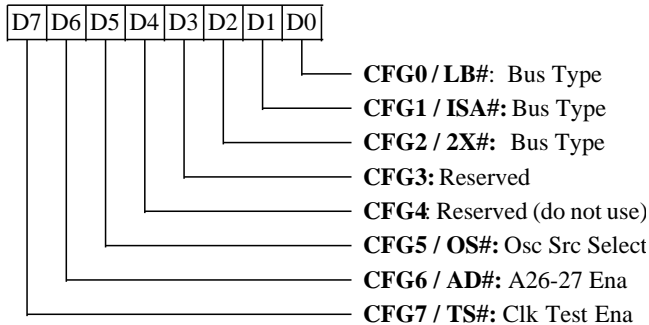 D7 D6 D5 D4 D3 D2 D1 D0
CFG0 / LB#: Bus Type
CFG1 / ISA#: Bus Type
CFG2 / 2X#: Bus Type
CFG3: Reserved
CFG4: Reserved (do not use)
CFG5 / OS#: Osc Src Select
CFG6 / AD#: A26-27 Ena
CFG7 / TS#: Clk Test Ena